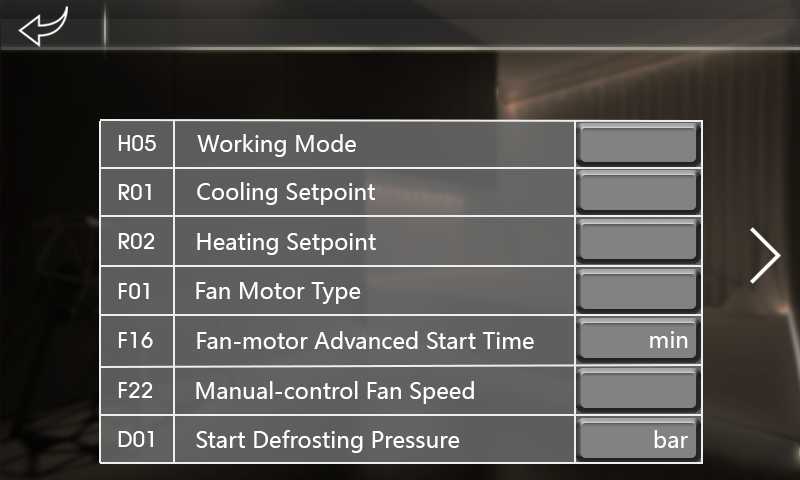 H05 Working Mode
R01 Cooling Setpoint
R02 Heating Setpoint
F01 Fan Motor Type
F16 Fan-motor Advanced Start Time min
F22 Manual-control Fan Speed
D01 Start Defrosting Pressure bar